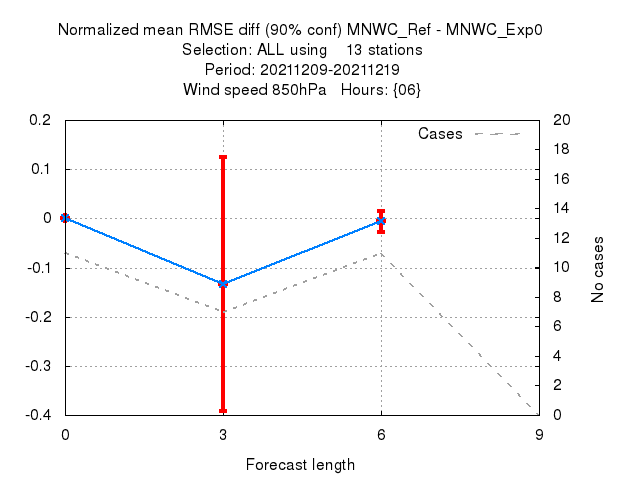 Normalized mean RMSE diff (90% conf) MNWC_Ref - MNWC_Exp0
Selection: ALL using 13 stations
Period: 20211209-20211219
Wind speed 850hPa Hours: {06}
Cases
0.2
0.1
0
-0.1
-0.2
-0.3
-0.4
20
18
16
14
12
10
8
6
4
2
0
No cases
0 3 6 9
Forecast length